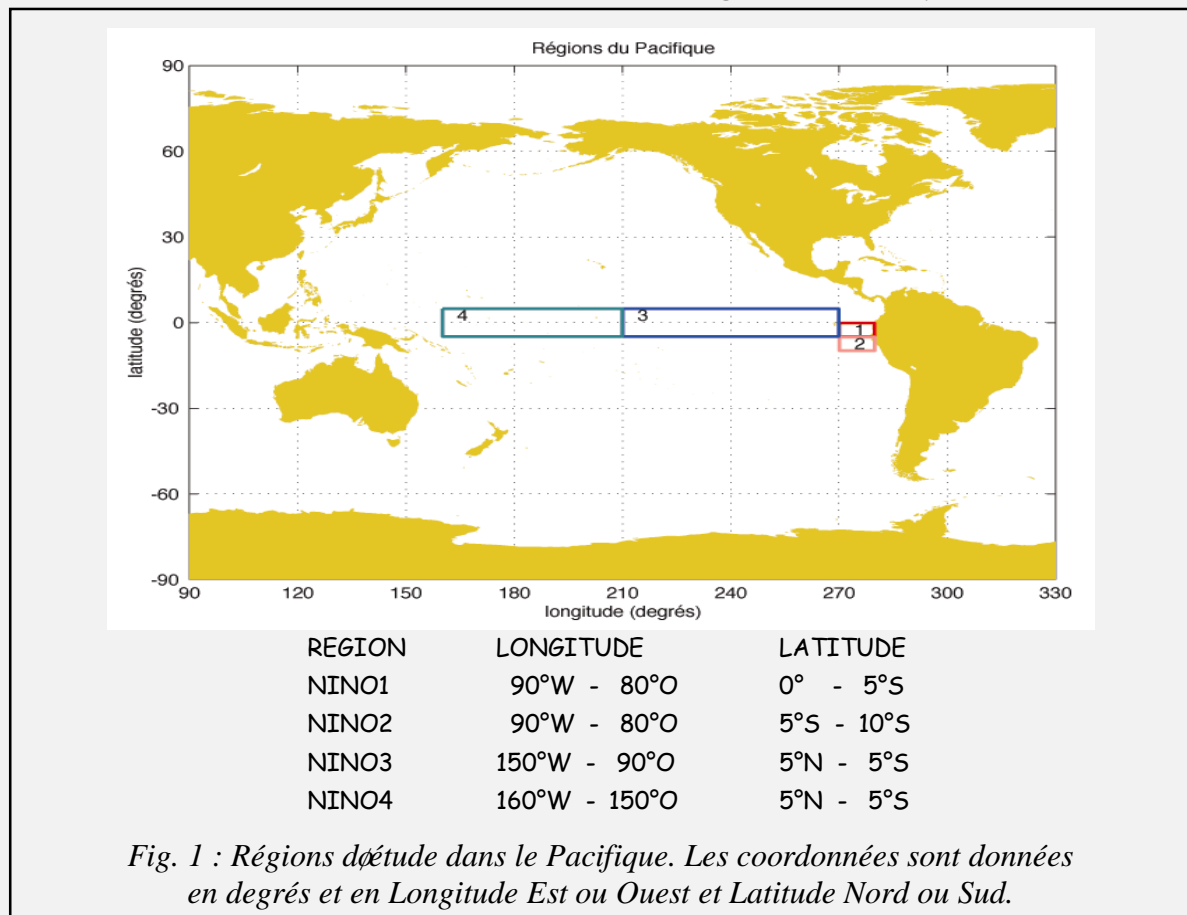 Régions du Pacifique
90
60
30
0
-30
-60
-90
latitude (degrés)
4
3
1
2
90 120 150 180 210 240 270 300 330
longitude (degrés)
REGION LONGITUDE LATITUDE
NINO1 90°W - 80°O 0° - 5°S
NINO2 90°W - 80°O 5°S - 10°S
NINO3 150°W - 90°O 5°N - 5°S
NINO4 160°W - 150°O 5°N - 5°S
Fig. 1 : Régions døétude dans le Pacifique. Les coordonnées sont données
en degrés et en Longitude Est ou Ouest et Latitude Nord ou Sud.